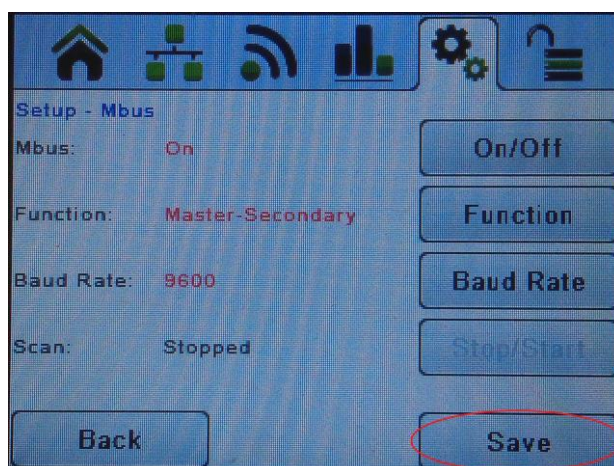 Setup - Mbus
Mbus: On
On/Off
Function: Master-Secondary
Function
Baud Rate: 9600
Baud Rate
Scan: Stopped
Stop/Start
Back
Save